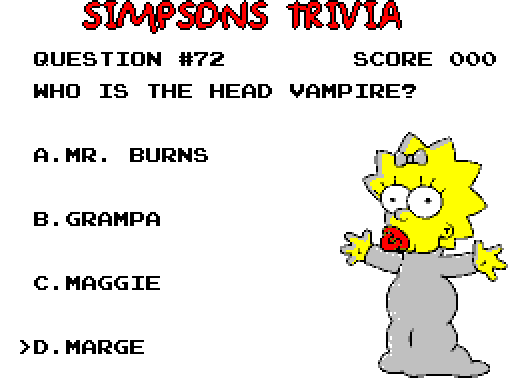 SIMPSONS TRIVIA
QUESTION #72 SCORE 000
WHO IS THE HEAD VAMPIRE?
A.MR. BURNS
B.GRAMPA
C.MAGGIE
>D.MARGE